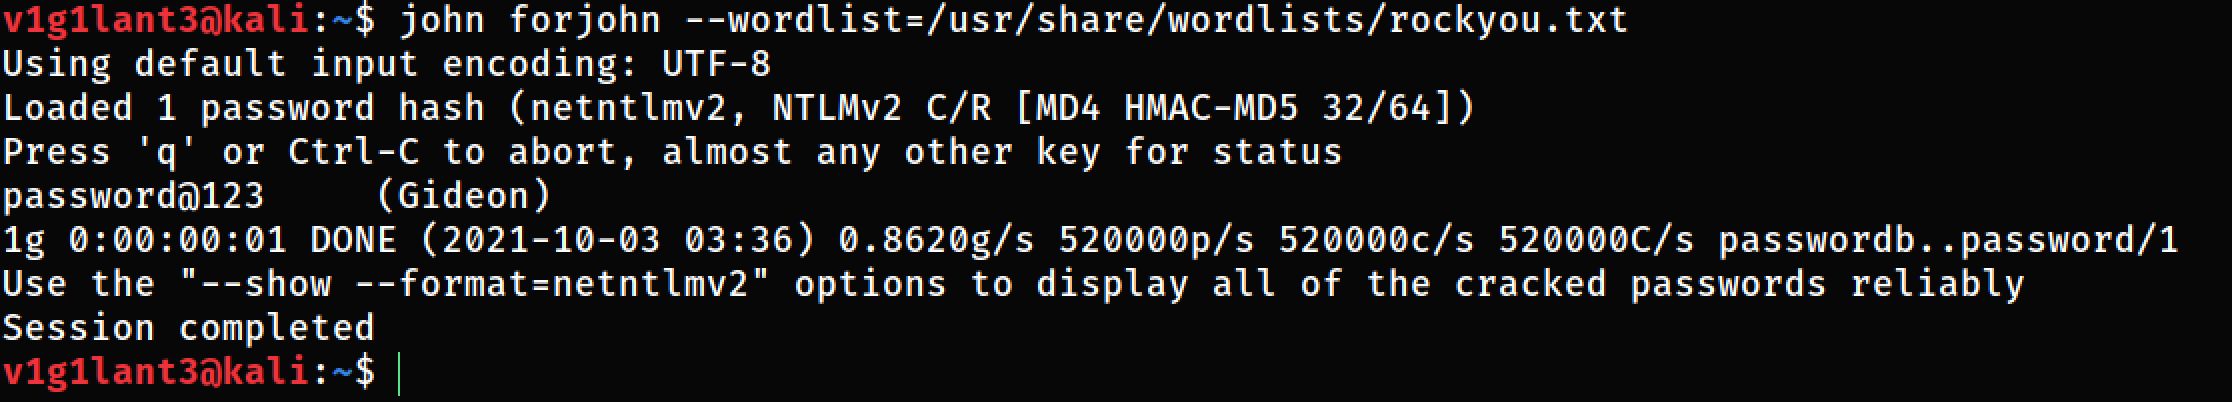 v1g1lant3@kali:~$ john forjohn --wordlist=/usr/share/wordlists/rockyou.txt
Using default input encoding: UTF-8
Loaded 1 password hash (netntlmv2, NTLMv2 C/R [MD4 HMAC-MD5 32/64])
Press 'q' or Ctrl-C to abort, almost any other key for status
password@123     (Gideon)
1g 0:00:00:01 DONE (2021-10-03 03:36) 0.8620g/s 520000p/s 520000c/s 520000C/s passwordb..password/1
Use the "--show --format=netntlmv2" options to display all of the cracked passwords reliably
Session completed
v1g1lant3@kali:~$